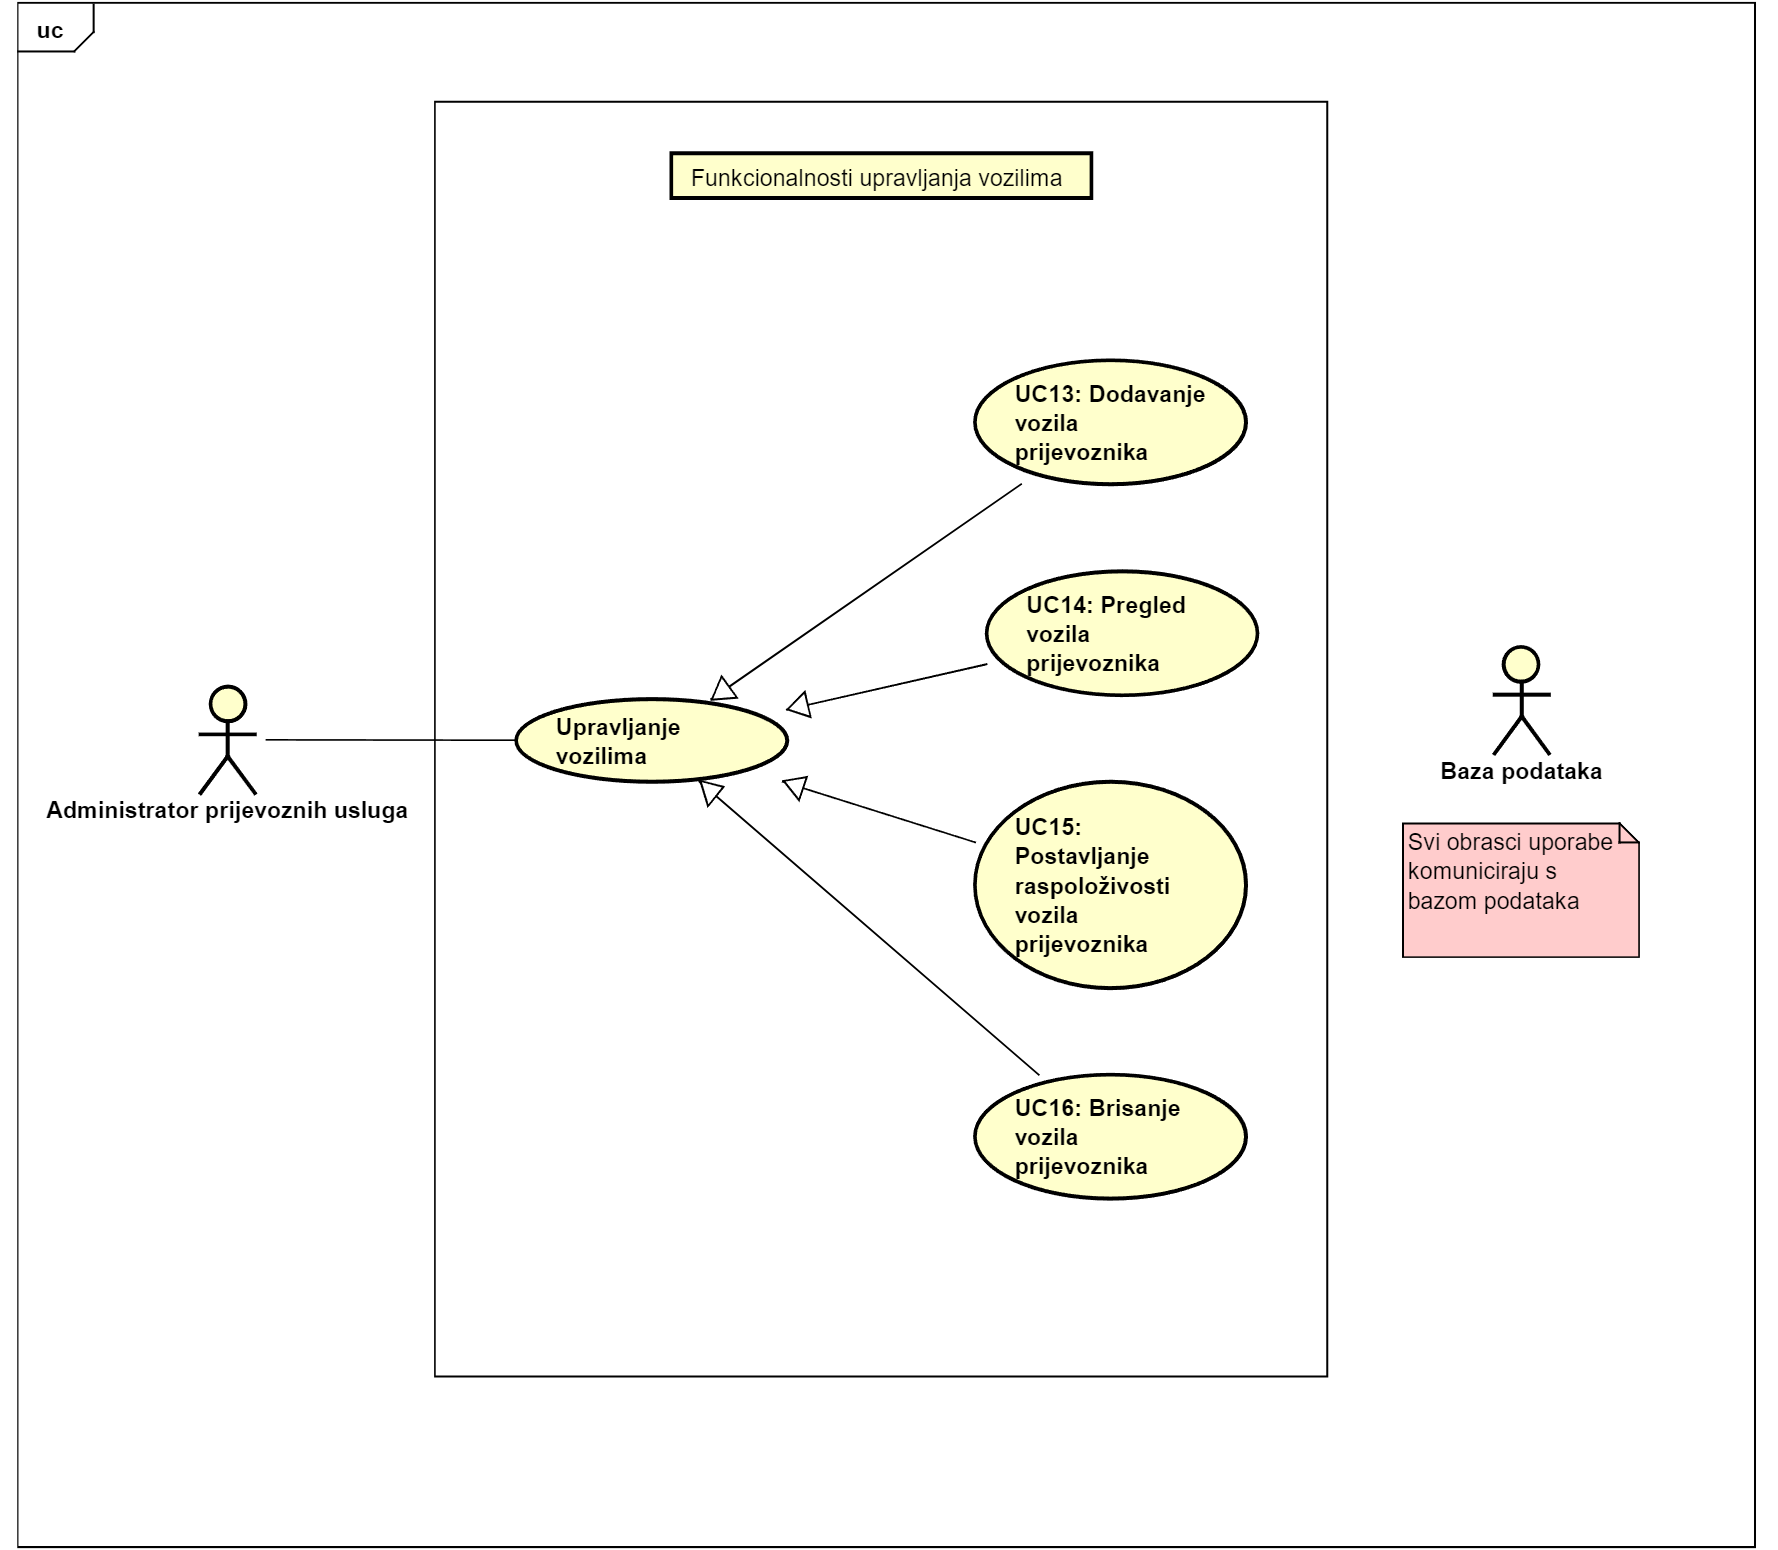 uc
Funkcionalnosti upravljanja vozilima
UC13: Dodavanje
vozila
prijevoznika
UC14: Pregled
vozila
prijevoznika
Upravljanje
vozilima
Administrator prijevoznih usluga
Baza podataka
Svi obrasci uporabe
komuniciraju s
bazom podataka
UC15:
Postavljanje
raspoloživosti
vozila
prijevoznika
UC16: Brisanje
vozila
prijevoznika